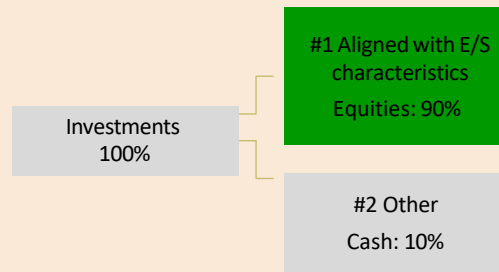 #1 Aligned with E/S
characteristics
Equities: 90%
Investments
100%
#2 Other
Cash: 10%